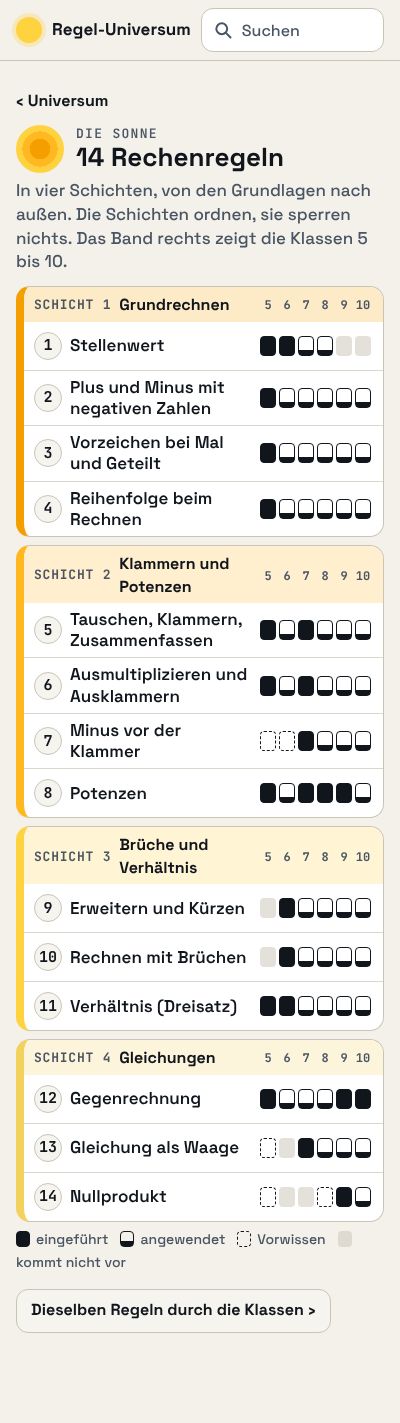 Regel-Universum
Suchen
‹ Universum
DIE SONNE
14 Rechenregeln
In vier Schichten, von den Grundlagen nach
außen. Die Schichten ordnen, sie sperren
nichts. Das Band rechts zeigt die Klassen 5
bis 10.
SCHICHT 1 Grundrechnen 5 6 7 8 9 10
1 Stellenwert
2 Plus und Minus mit
negativen Zahlen
3 Vorzeichen bei Mal
und Geteilt
4 Reihenfolge beim
Rechnen
SCHICHT 2 Klammern und
Potenzen 5 6 7 8 9 10
5 Tauschen, Klammern,
Zusammenfassen
6 Ausmultiplizieren und
Ausklammern
7 Minus vor der
Klammer
8 Potenzen
SCHICHT 3 Brüche und
Verhältnis 5 6 7 8 9 10
9 Erweitern und Kürzen
10 Rechnen mit Brüchen
11 Verhältnis (Dreisatz)
SCHICHT 4 Gleichungen 5 6 7 8 9 10
12 Gegenrechnung
13 Gleichung als Waage
14 Nullprodukt
eingeführt angewendet Vorwissen
kommt nicht vor
Dieselben Regeln durch die Klassen ›